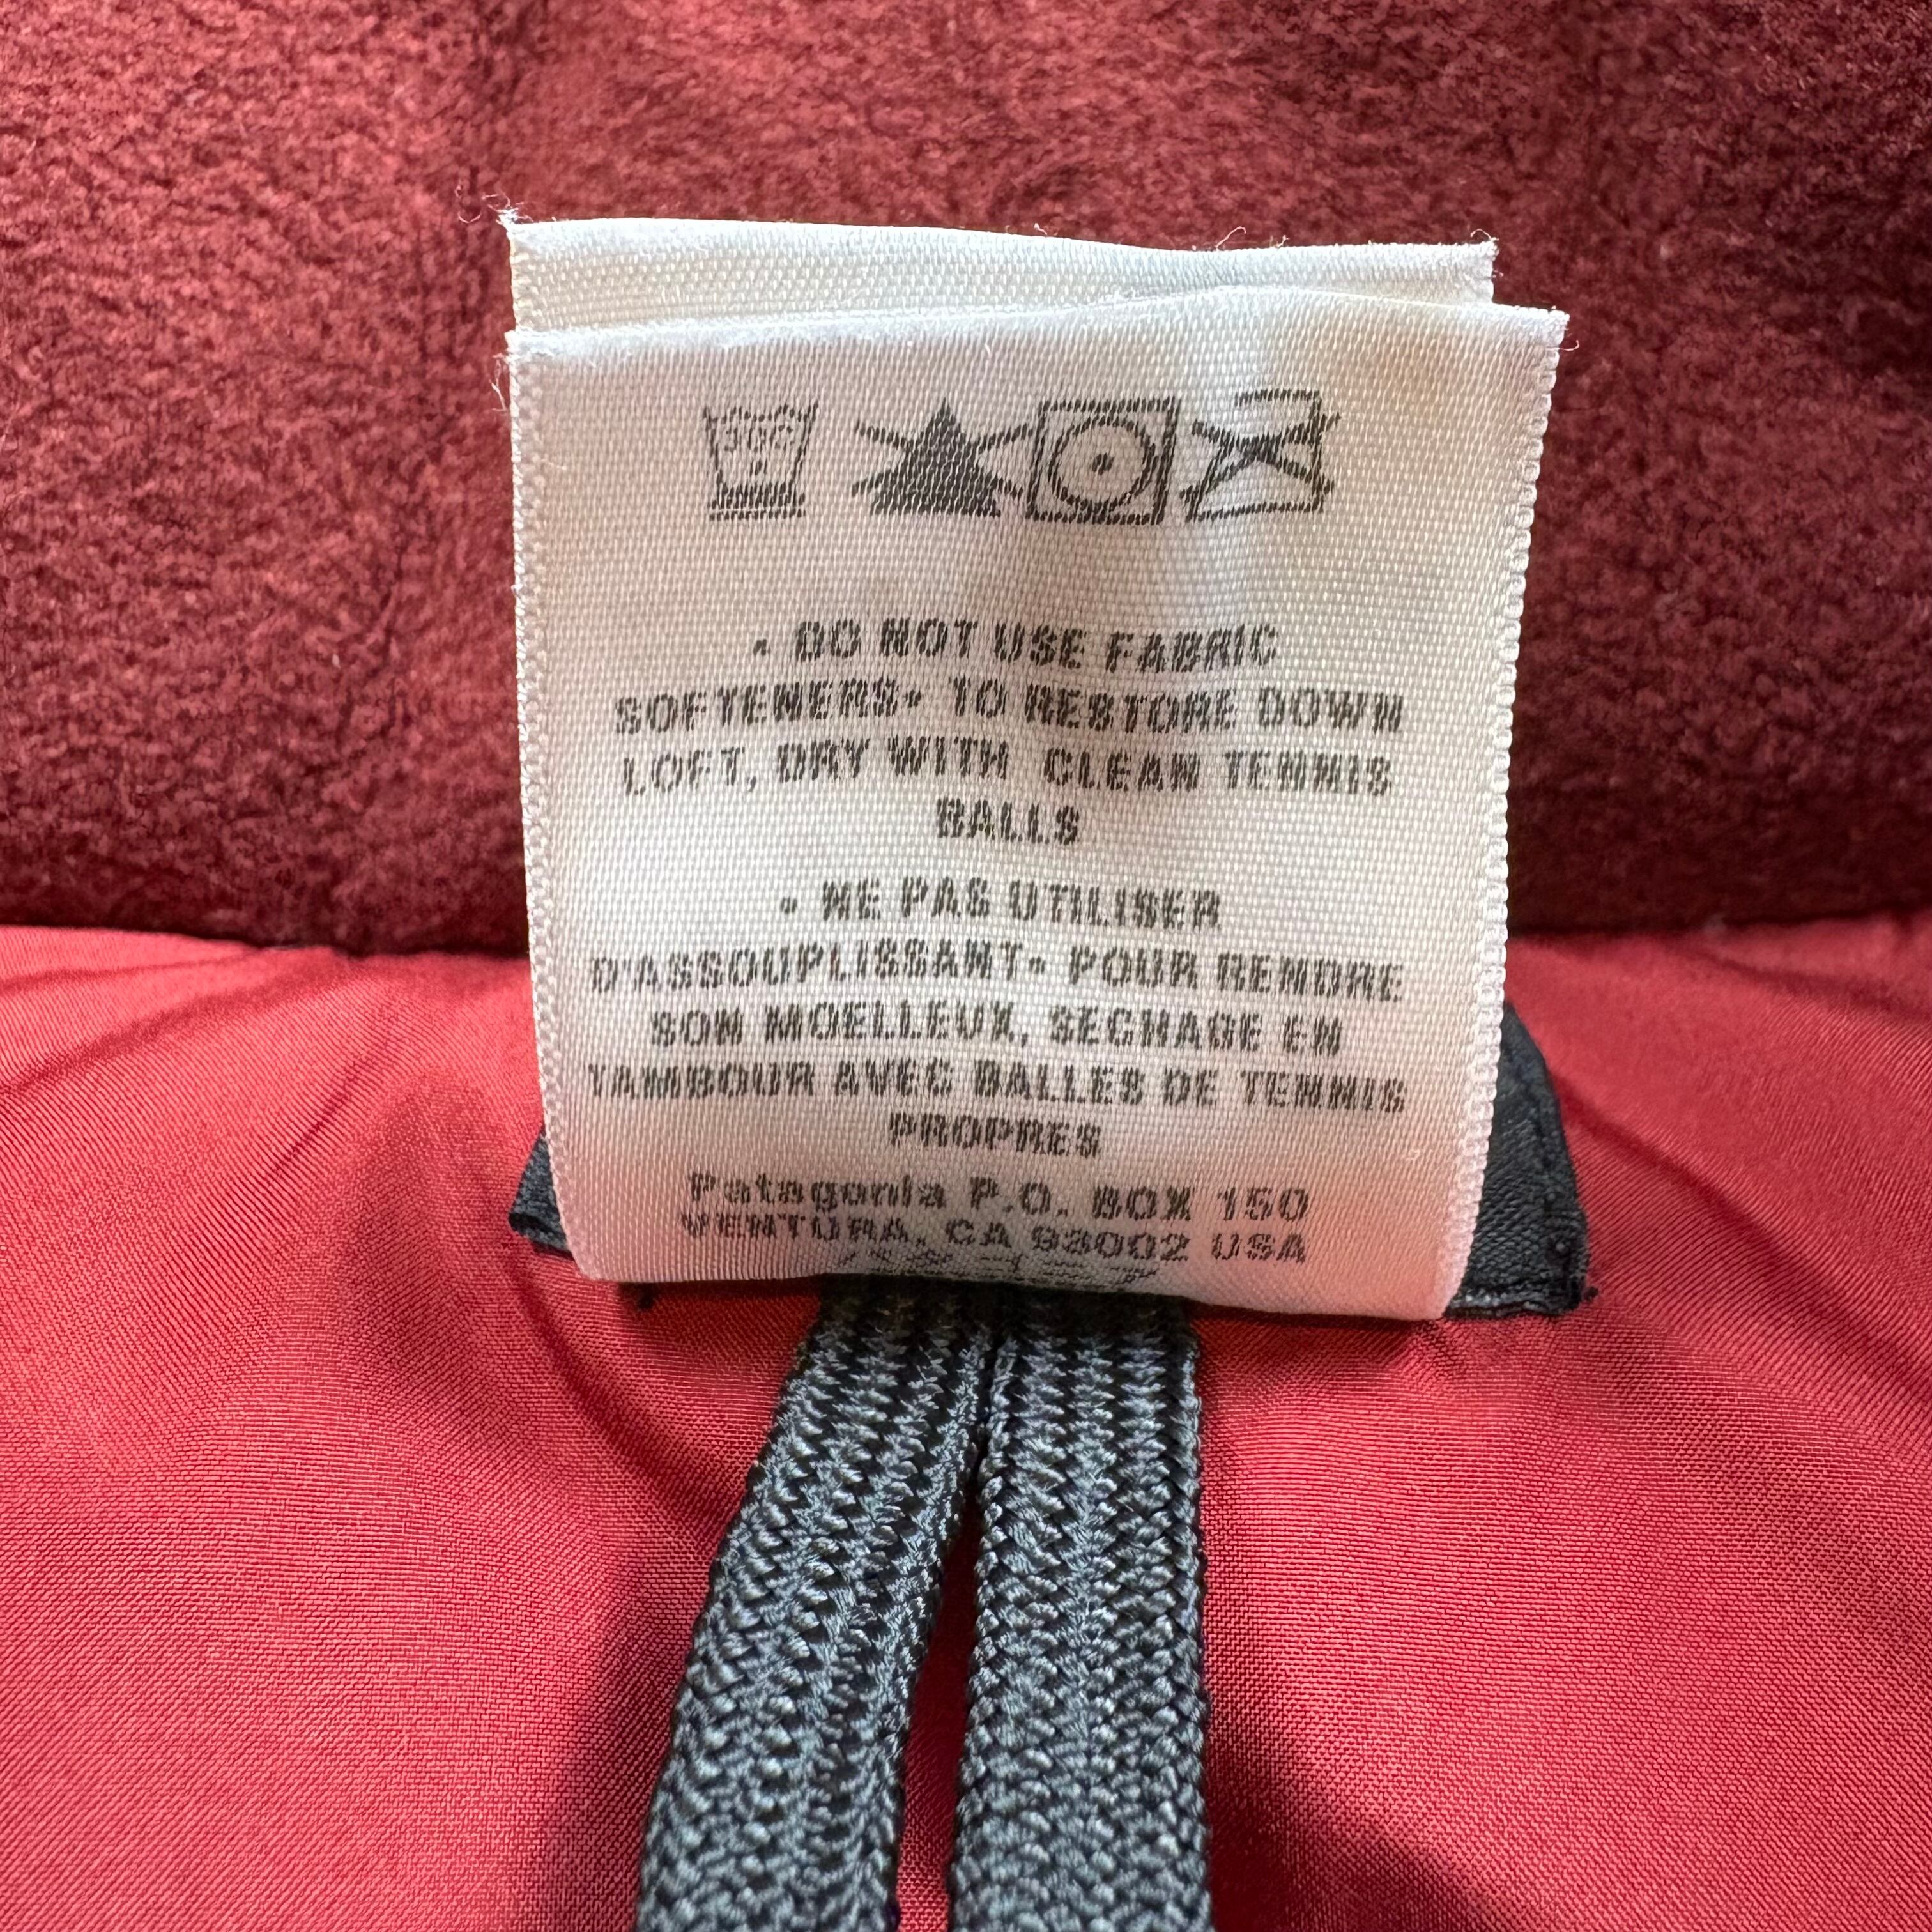 30C
• DO NOT USE FABRIC
SOFTENERS• TO RESTORE DOWN
LOFT, DRY WITH CLEAN TENNIS
BALLS
• NE PAS UTILISER
D'ASSOUPLISSANT• POUR RENDRE
SON MOELLEUX, SECHAGE EN
TAMBOUR AVEC BALLES DE TENNIS
PROPRES
Patagonia P.O. BOX 150
VENTURA, CA 93002 USA